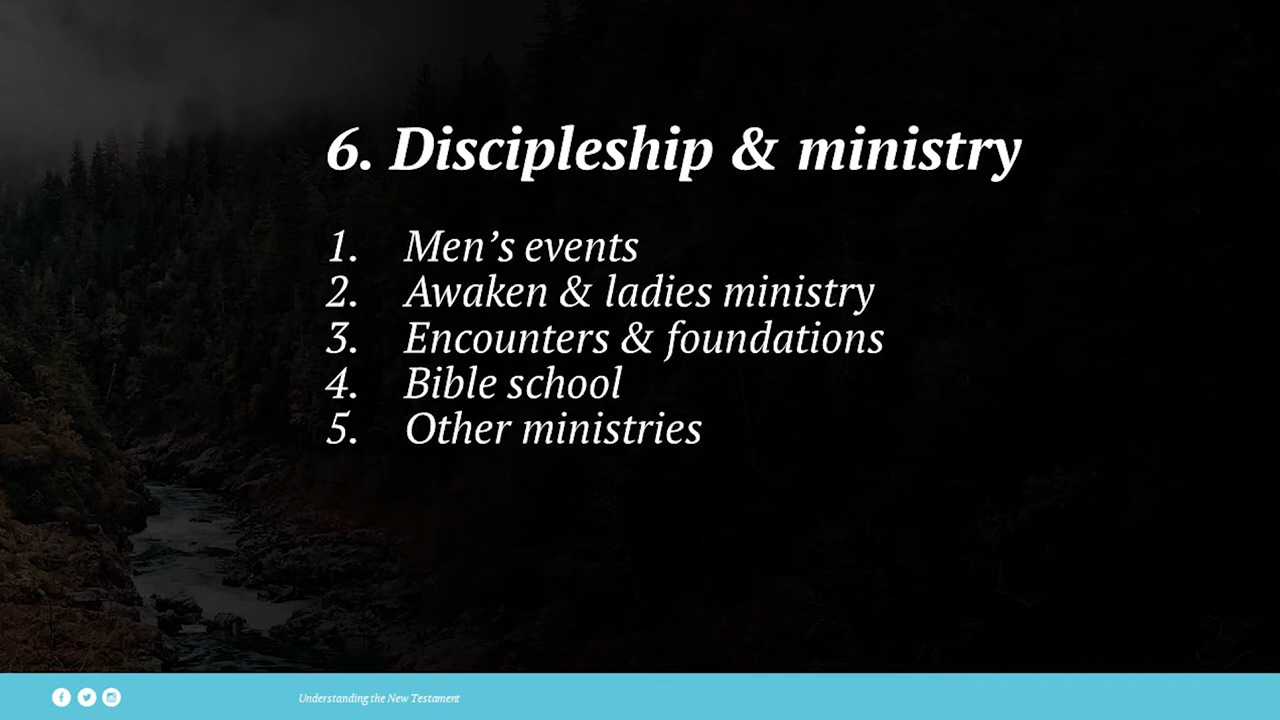 6. Discipleship & ministry
1. Men’s events
2. Awaken & ladies ministry
3. Encounters & foundations
4. Bible school
5. Other ministries
Understanding the New Testament